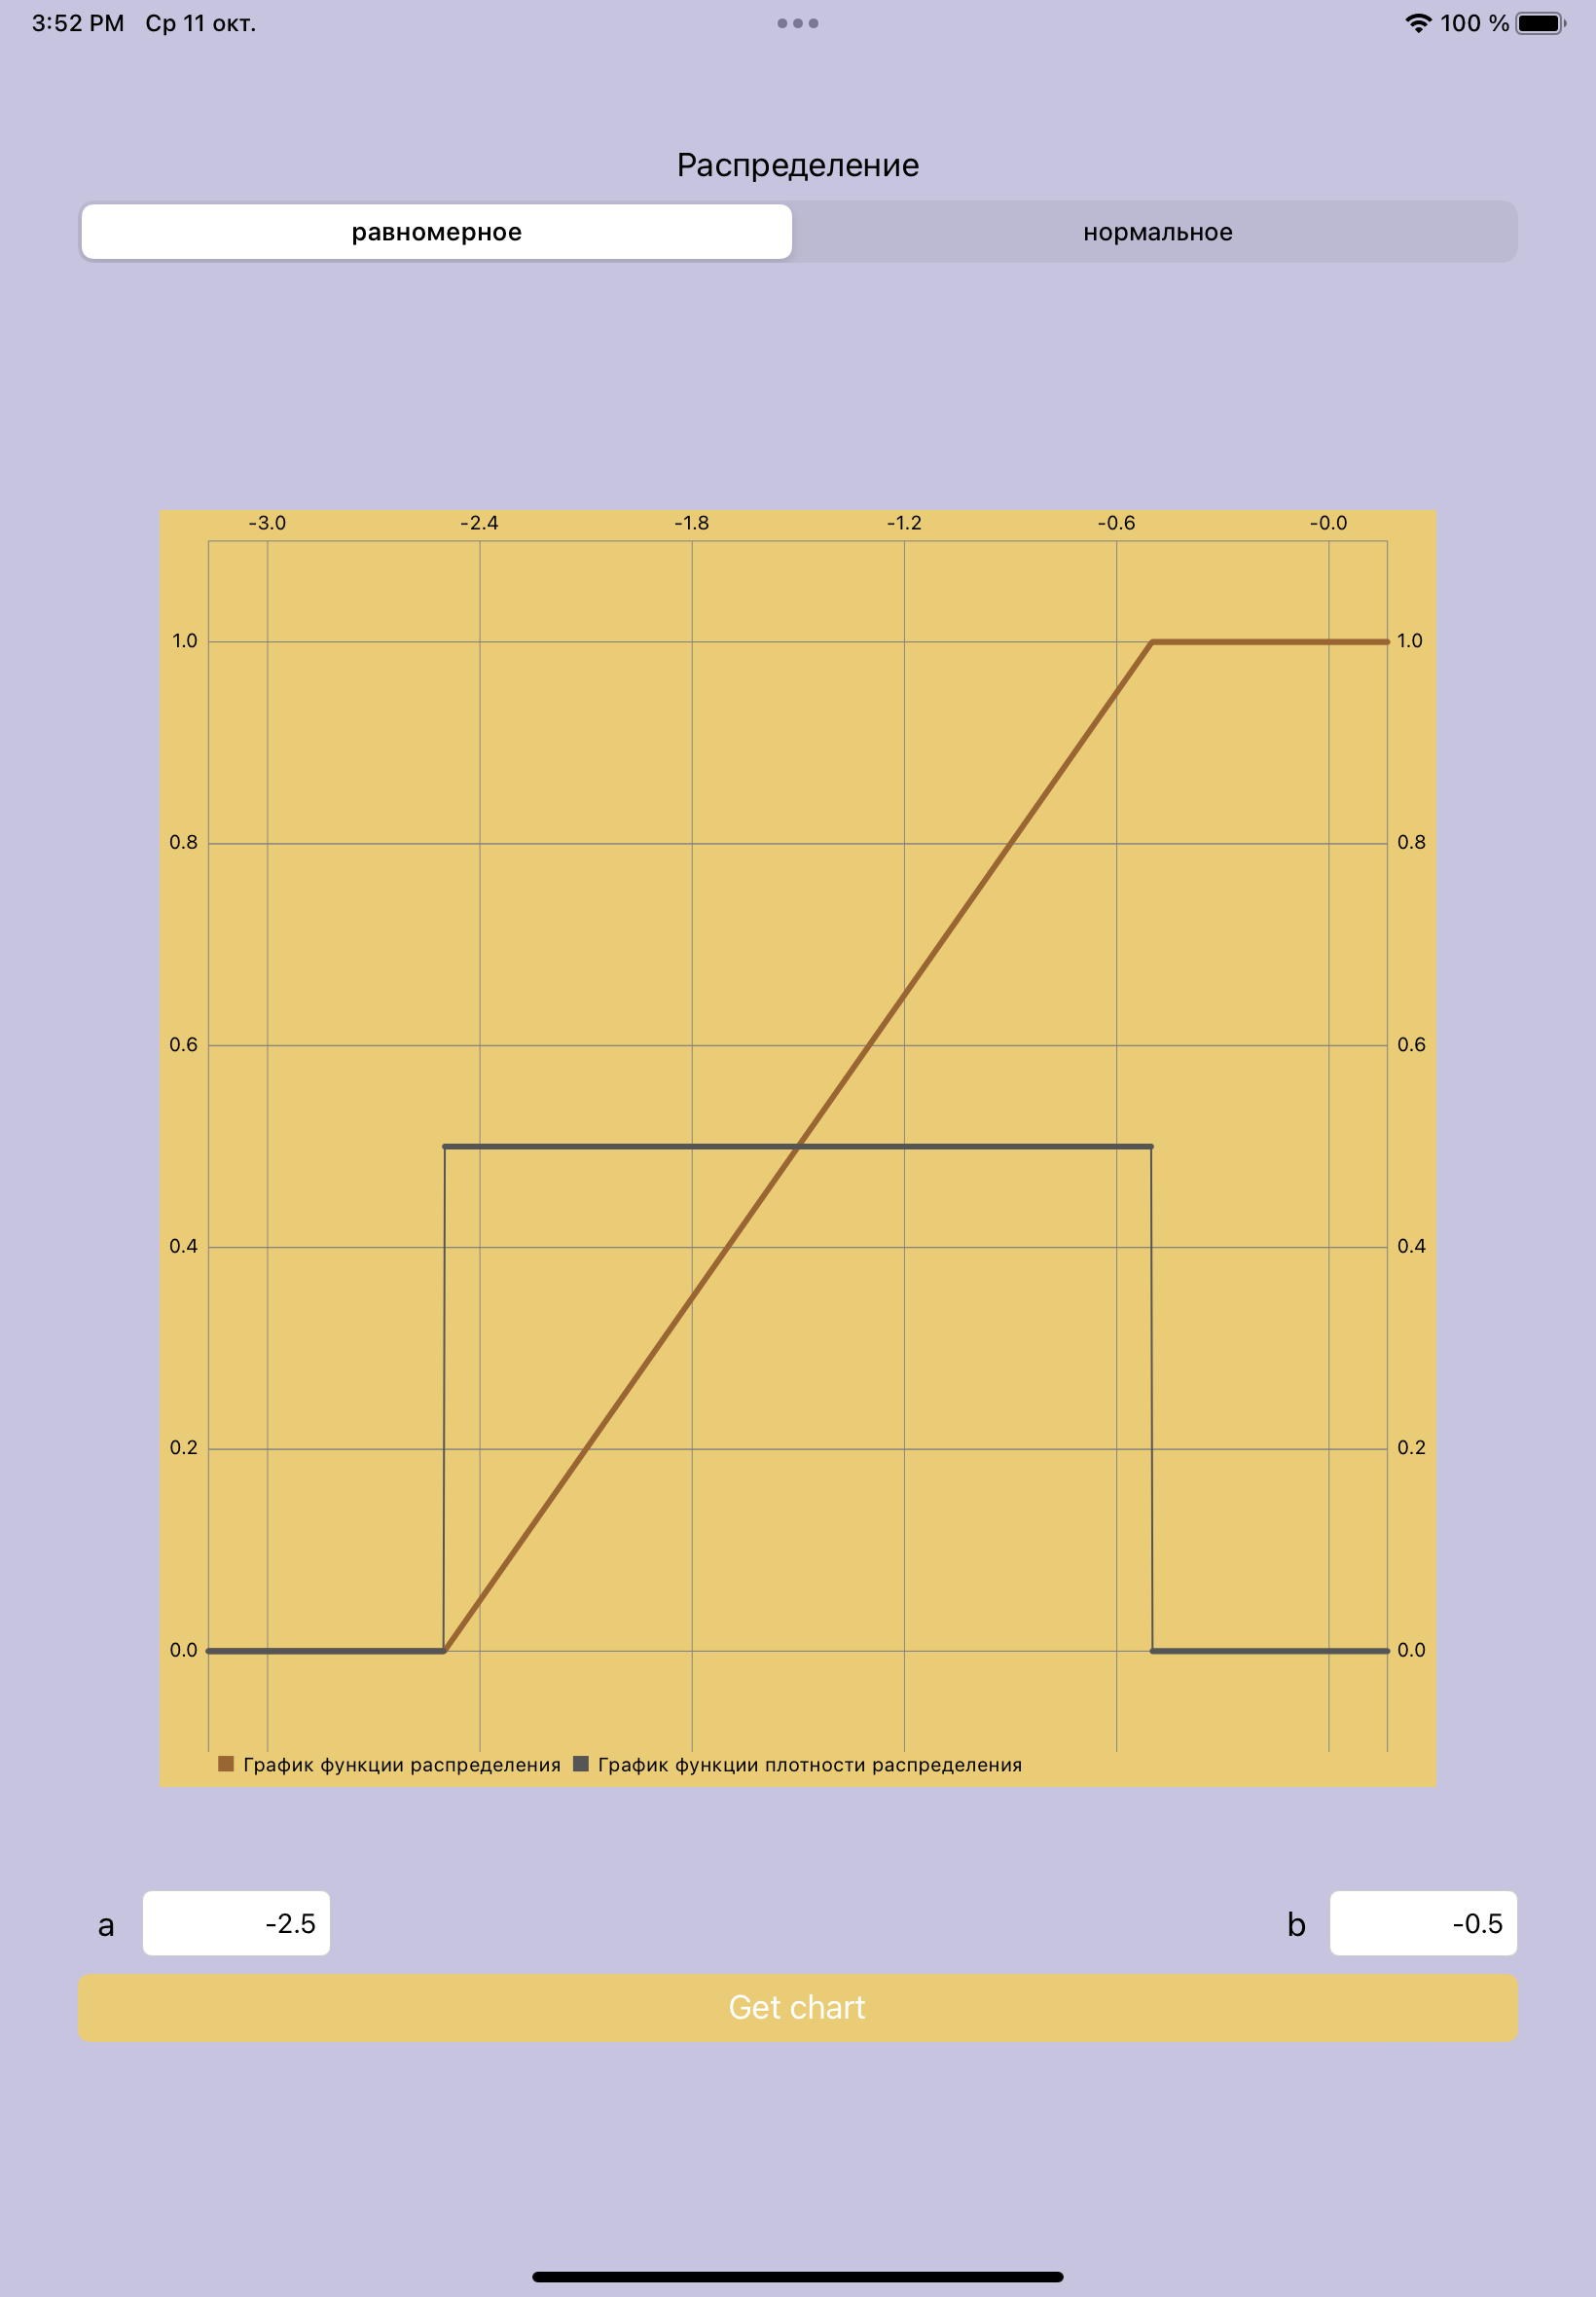 3:52 PM Ср 11 окт. 100 %
Распределение
равномерное нормальное
-3.0 -2.4 -1.8 -1.2 -0.6 -0.0
1.0 1.0
0.8 0.8
0.6 0.6
0.4 0.4
0.2 0.2
0.0 0.0
График функции распределения График функции плотности распределения
a -2.5 b -0.5
Get chart